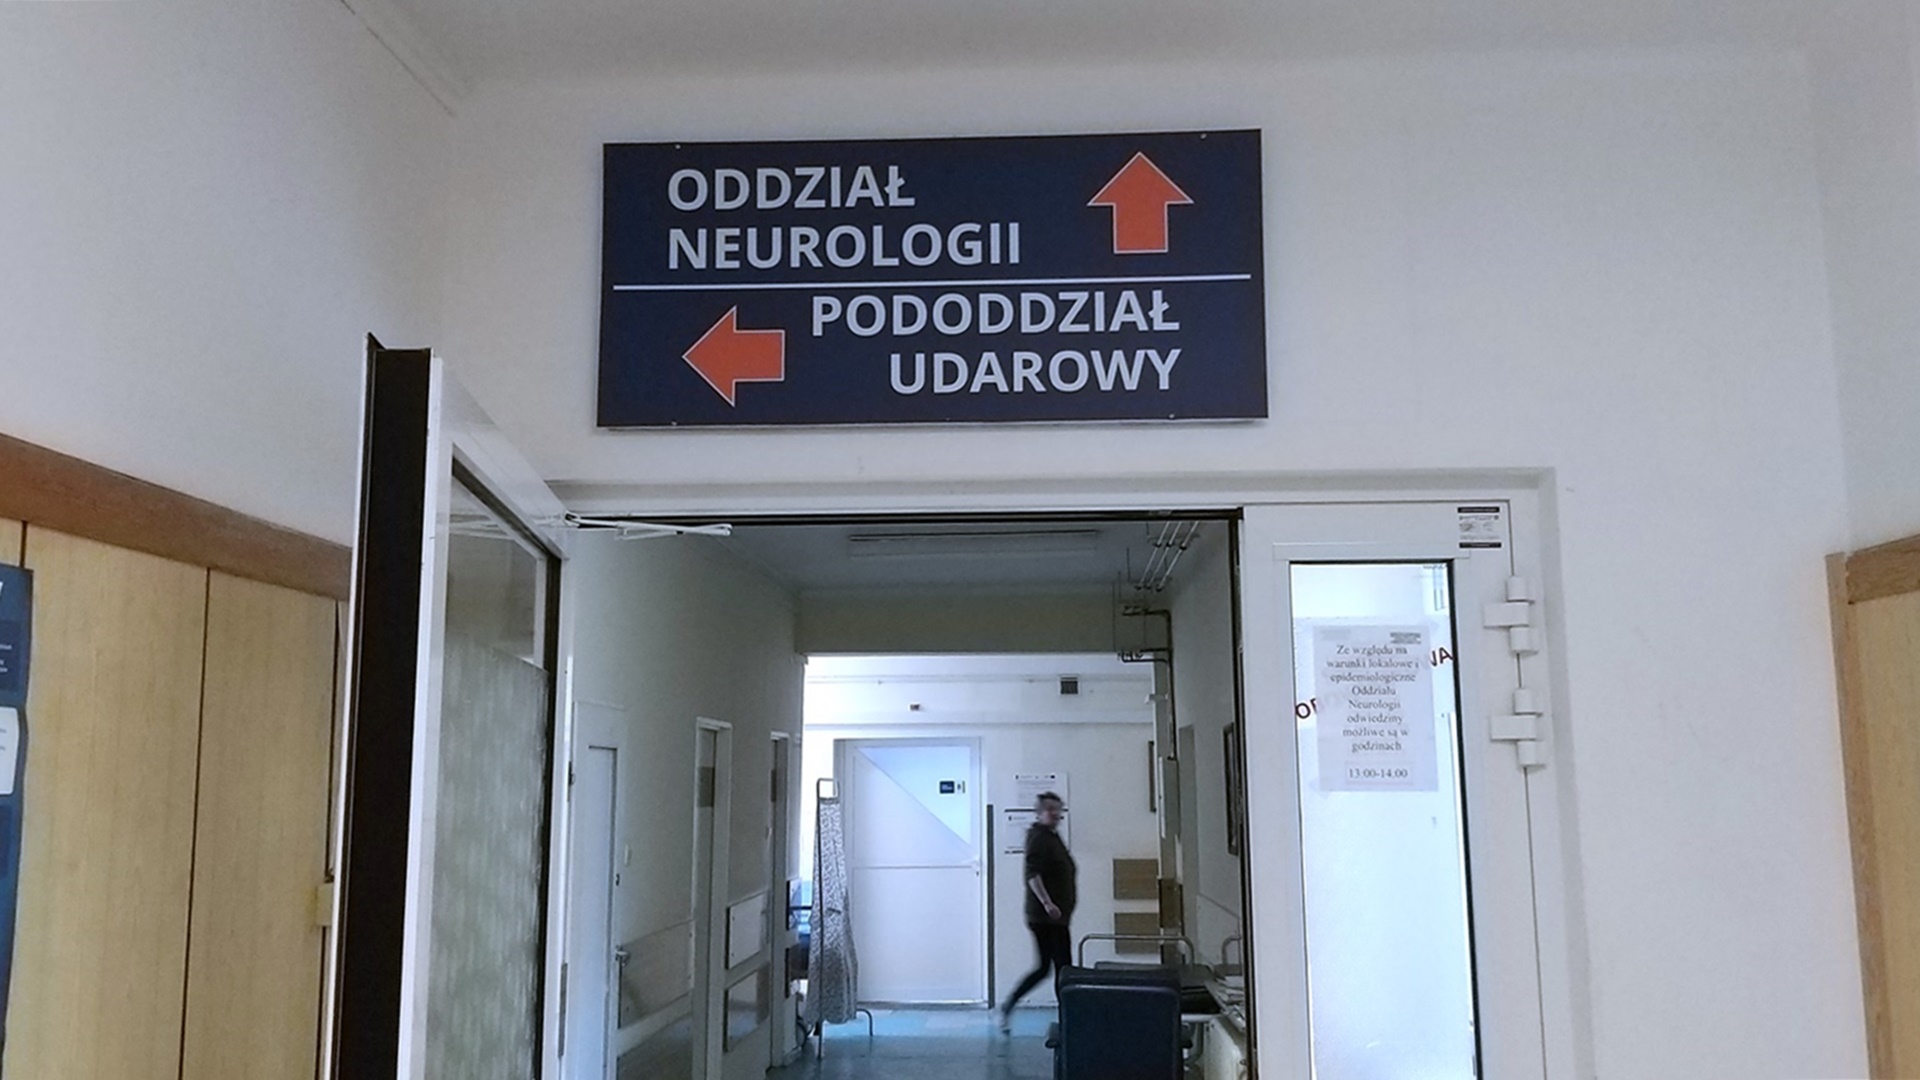 ODDZIAŁ
NEUROLOGII
PODODDZIAŁ
UDAROWY
Ze względu na
warunki lokalowe i
epidemiologiczne
Oddziału
Neurologii
odwiedziny
możliwe są w
godzinach
13:00-14:00